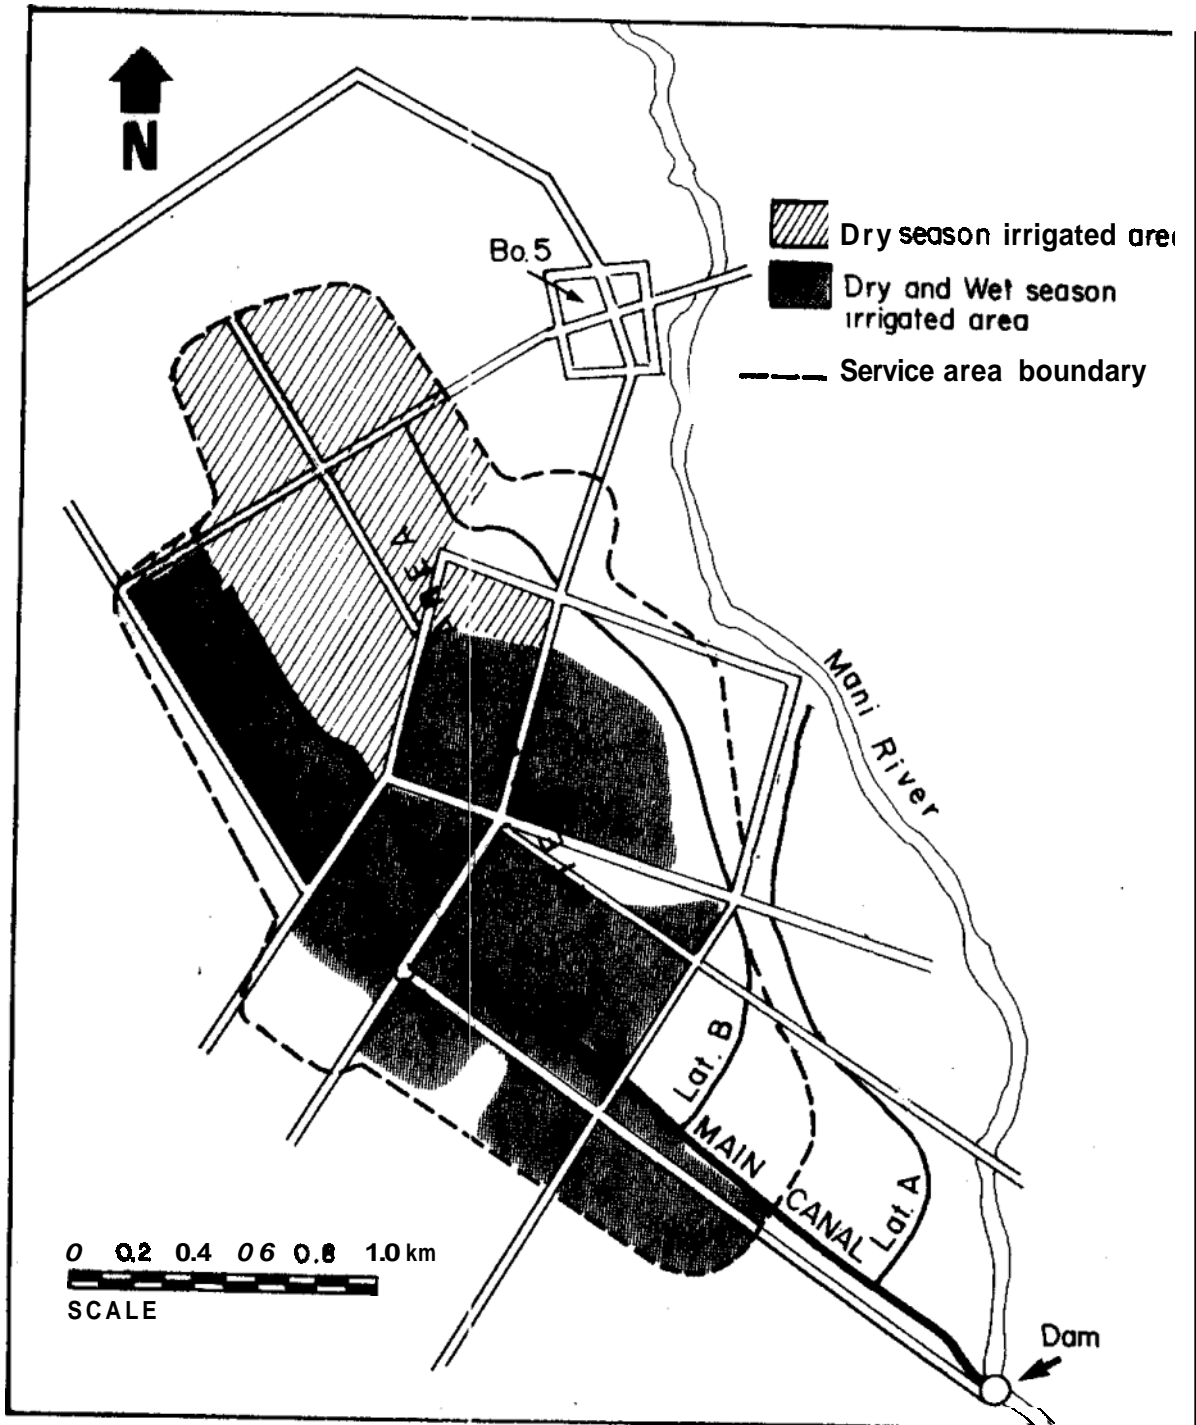 N
Bo. 5
Dry season irrigated
Dry and Wet season
irrigated area
Service area boundary
Mani River
Lat. B
MAIN CANAL
Lat. A
0 0.2 0.4 06 0.8 1.0 km
SCALE
Dam